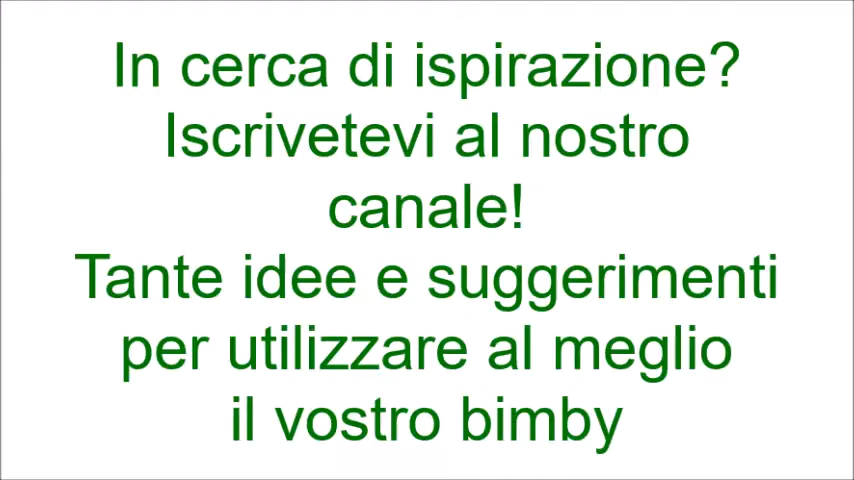 In cerca di ispirazione?
Iscrivetevi al nostro
canale!
Tante idee e suggerimenti
per utilizzare al meglio
il vostro bimby